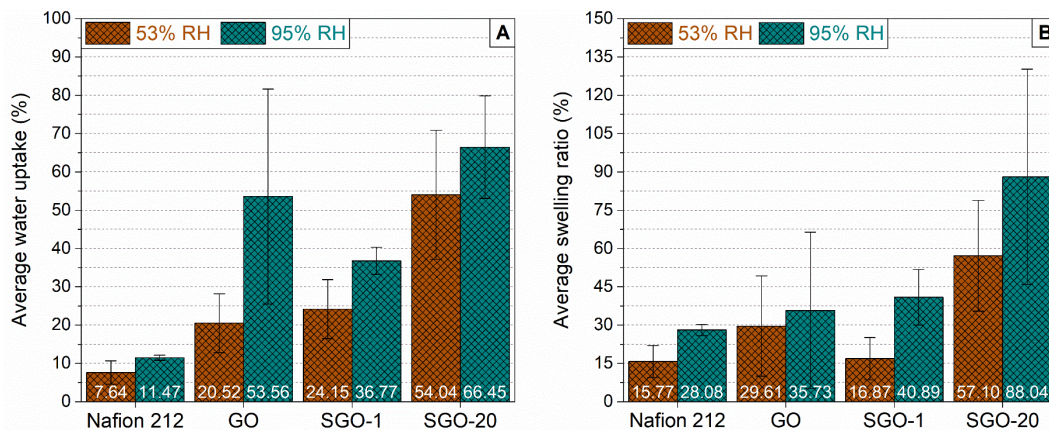 53% RH 95% RH A
Average water uptake (%)
100
90
80
70
60
50
40
30
20
10
0
7.64 11.47 20.52 53.56 24.15 36.77 54.04 66.45
Nafion 212 GO SGO-1 SGO-20
53% RH 95% RH B
Average swelling ratio (%)
150
135
120
105
90
75
60
45
30
15
0
15.77 28.08 29.61 35.73 16.87 40.89 57.10 88.04
Nafion 212 GO SGO-1 SGO-20